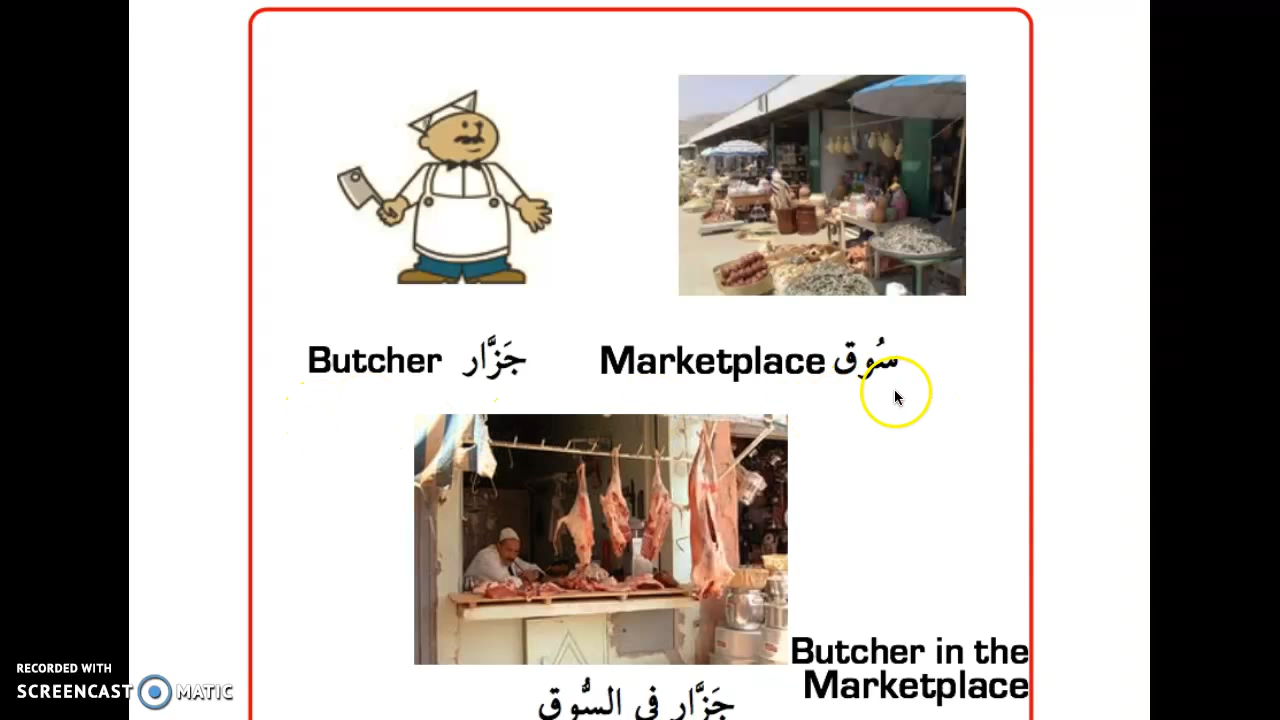 Butcher جَزَّار
Marketplace سُوق
Butcher in the
Marketplace
جَزَّار في السُّوق
RECORDED WITH
SCREENCAST MATIC